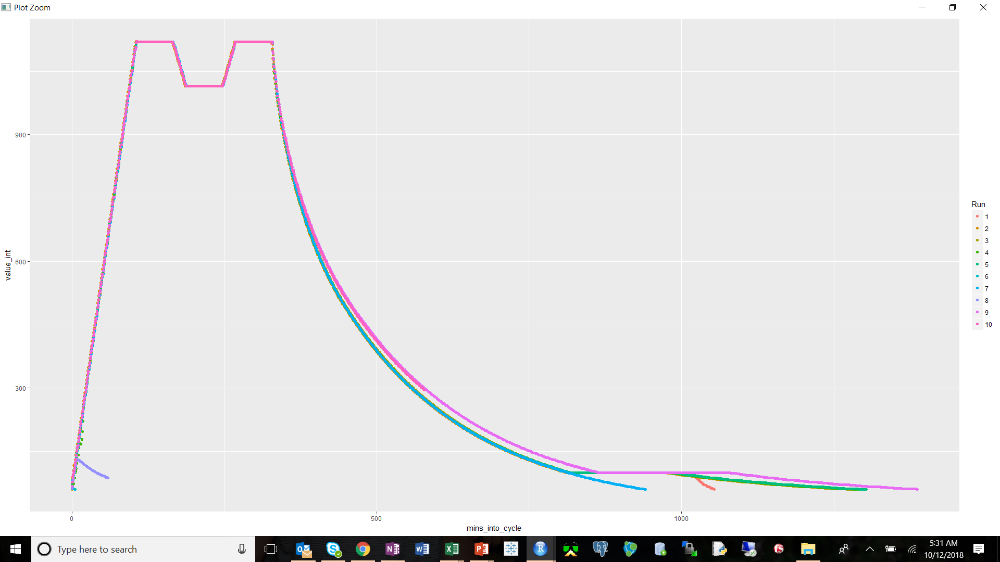 Plot Zoom
value_int
900
600
300
0
500
1000
mins_into_cycle
Run
1
2
3
4
5
6
7
8
9
10
Type here to search
5:31 AM
10/12/2018